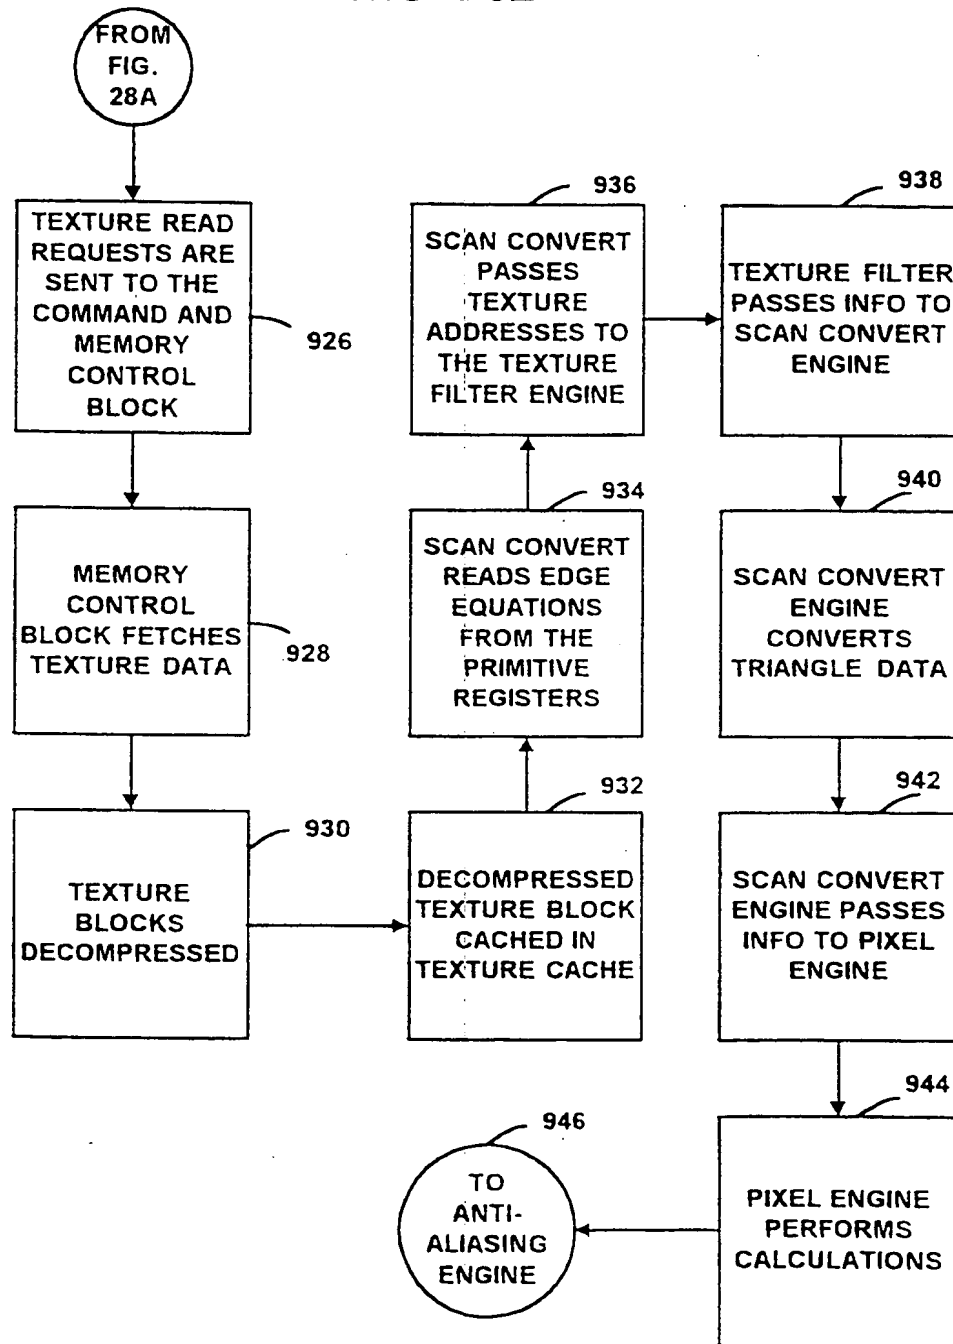 FROM
FIG.
28A
TEXTURE READ
REQUESTS ARE
SENT TO THE
COMMAND AND
MEMORY
CONTROL
BLOCK
926
MEMORY
CONTROL
BLOCK FETCHES
TEXTURE DATA
928
TEXTURE
BLOCKS
DECOMPRESSED
930
DECOMPRESSED
TEXTURE BLOCK
CACHED IN
TEXTURE CACHE
932
SCAN CONVERT
READS EDGE
EQUATIONS
FROM THE
PRIMITIVE
REGISTERS
934
SCAN CONVERT
PASSES
TEXTURE
ADDRESSES TO
THE TEXTURE
FILTER ENGINE
936
TEXTURE FILTER
PASSES INFO TO
SCAN CONVERT
ENGINE
938
SCAN CONVERT
ENGINE
CONVERTS
TRIANGLE DATA
940
SCAN CONVERT
ENGINE PASSES
INFO TO PIXEL
ENGINE
942
PIXEL ENGINE
PERFORMS
CALCULATIONS
944
TO
ANTI-
ALIASING
ENGINE
946